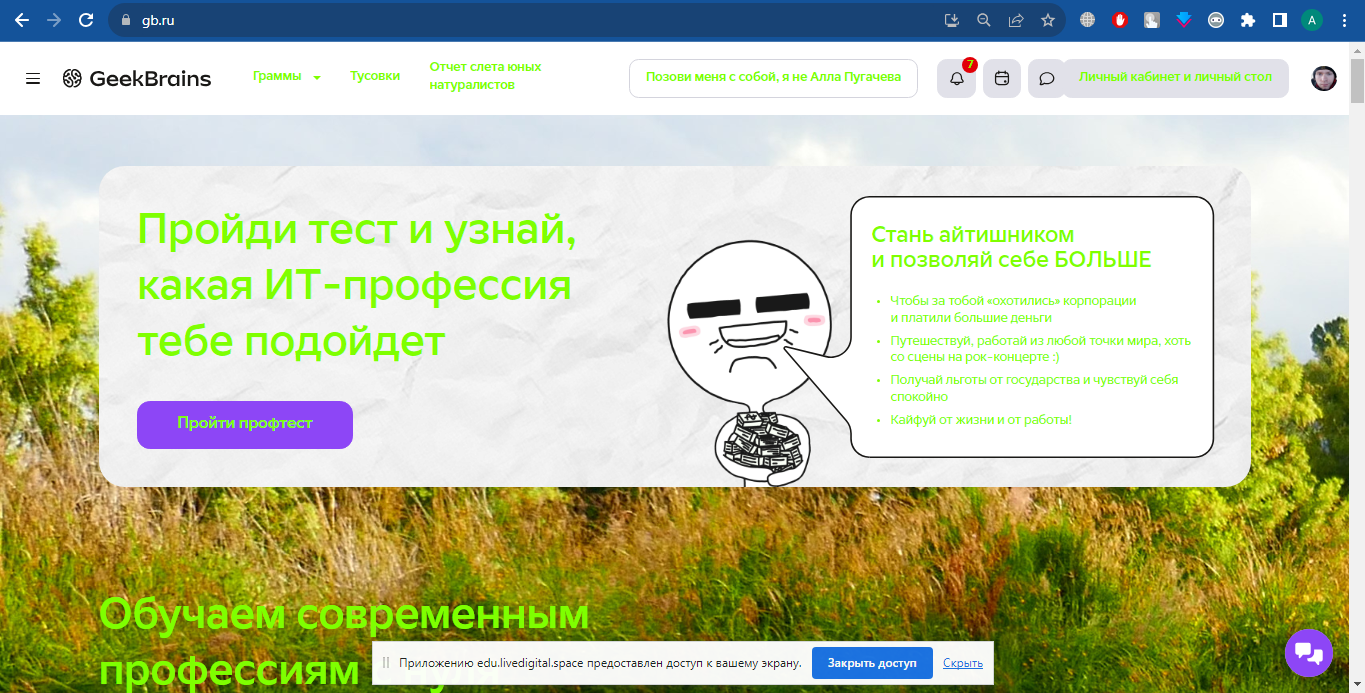 gb.ru
GeekBrains
Граммы
Тусовки
Отчет слета юных
натуралистов
Позови меня с собой, я не Алла Пугачева
7
Личный кабинет и личный стол
A
Пройди тест и узнай,
какая ИТ-профессия
тебе подойдет
Пройти профтест
Стань айтишником
и позволяй себе БОЛЬШЕ
• Чтобы за тобой «охотились» корпорации
и платили большие деньги
• Путешествуй, работай из любой точки мира, хоть
со сцены на рок-концерте :)
• Получай льготы от государства и чувствуй себя
спокойно
• Кайфуй от жизни и от работы!
Обучаем современным
профессиям с нуля
Приложению edu.livedigital.space предоставлен доступ к вашему экрану.
Закрыть доступ
Скрыть